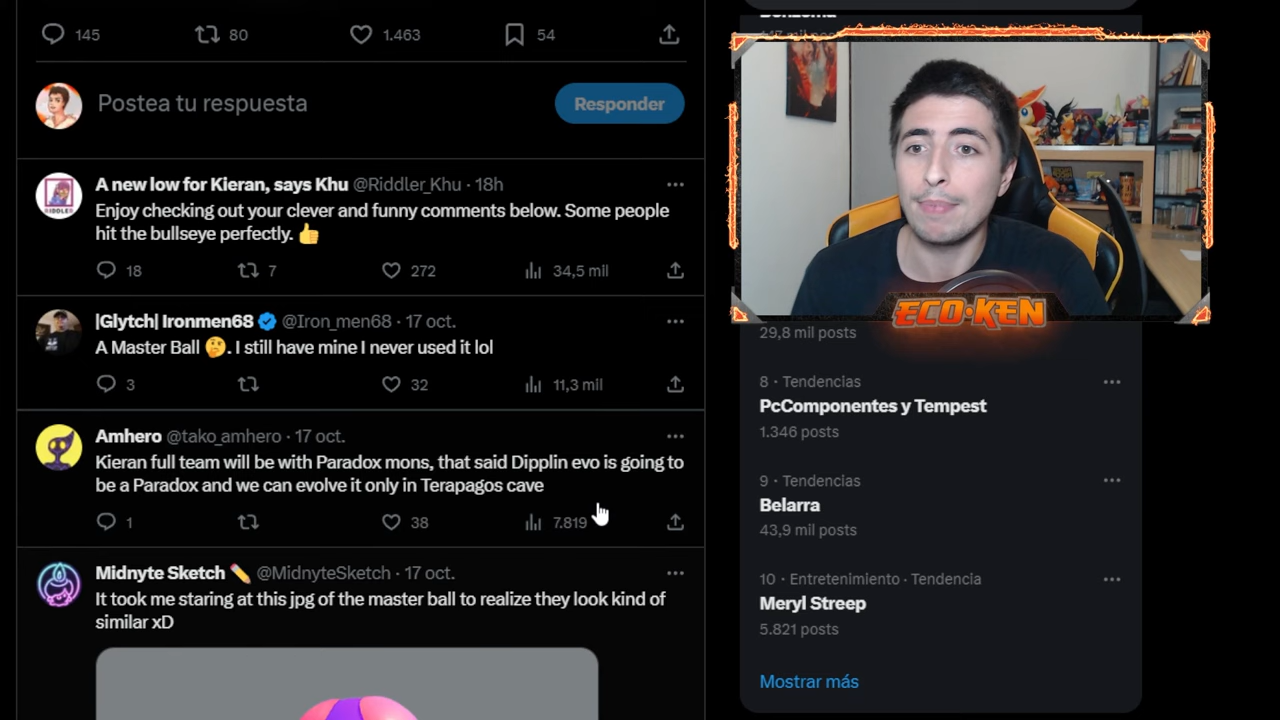 145 80 1.463 54
Postea tu respuesta
Responder
A new low for Kieran, says Khu @Riddler_Khu · 18h
Enjoy checking out your clever and funny comments below. Some people
hit the bullseye perfectly. 👍
18 7 272 34,5 mil
|Glytch| Ironmen68 @Iron_men68 · 17 oct.
A Master Ball 🤔. I still have mine I never used it lol
3 32 11,3 mil
Amhero @tako_amhero · 17 oct.
Kieran full team will be with Paradox mons, that said Dipplin evo is going to
be a Paradox and we can evolve it only in Terapagos cave
1 38 7.819
Midnyte Sketch ✏️ @MidnyteSketch · 17 oct.
It took me staring at this jpg of the master ball to realize they look kind of
similar xD
ECO·KEN
29,8 mil posts
8 · Tendencias
PcComponentes y Tempest
1.346 posts
9 · Tendencias
Belarra
43,9 mil posts
10 · Entretenimiento · Tendencia
Meryl Streep
5.821 posts
Mostrar más